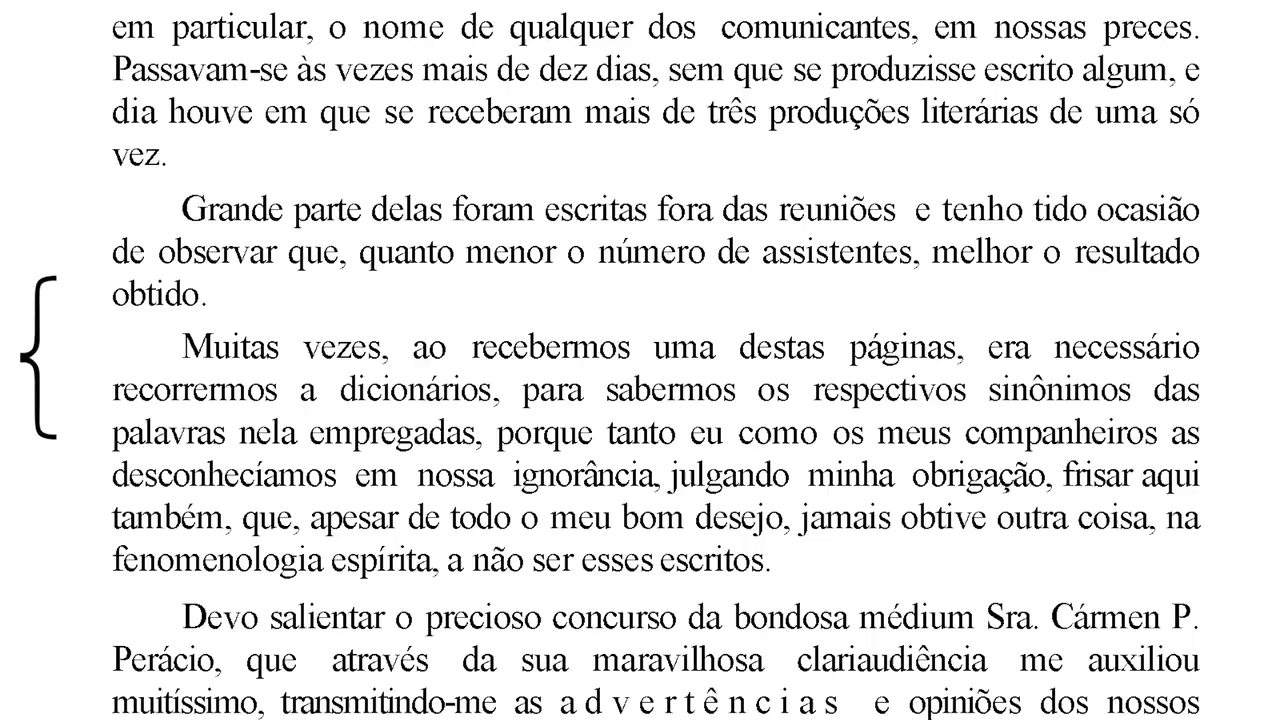 em particular, o nome de qualquer dos comunicantes, em nossas preces.
Passavam-se às vezes mais de dez dias, sem que se produzisse escrito algum, e
dia houve em que se receberam mais de três produções literárias de uma só
vez.
Grande parte delas foram escritas fora das reuniões e tenho tido ocasião
de observar que, quanto menor o número de assistentes, melhor o resultado
obtido.
Muitas vezes, ao recebermos uma destas páginas, era necessário
recorrermos a dicionários, para sabermos os respectivos sinônimos das
palavras nela empregadas, porque tanto eu como os meus companheiros as
desconhecíamos em nossa ignorância, julgando minha obrigação, frisar aqui
também, que, apesar de todo o meu bom desejo, jamais obtive outra coisa, na
fenomenologia espírita, a não ser esses escritos.
Devo salientar o precioso concurso da bondosa médium Sra. Cármen P.
Perácio, que através da sua maravilhosa clariaudiência me auxiliou
muitíssimo, transmitindo-me as advertências e opiniões dos nossos